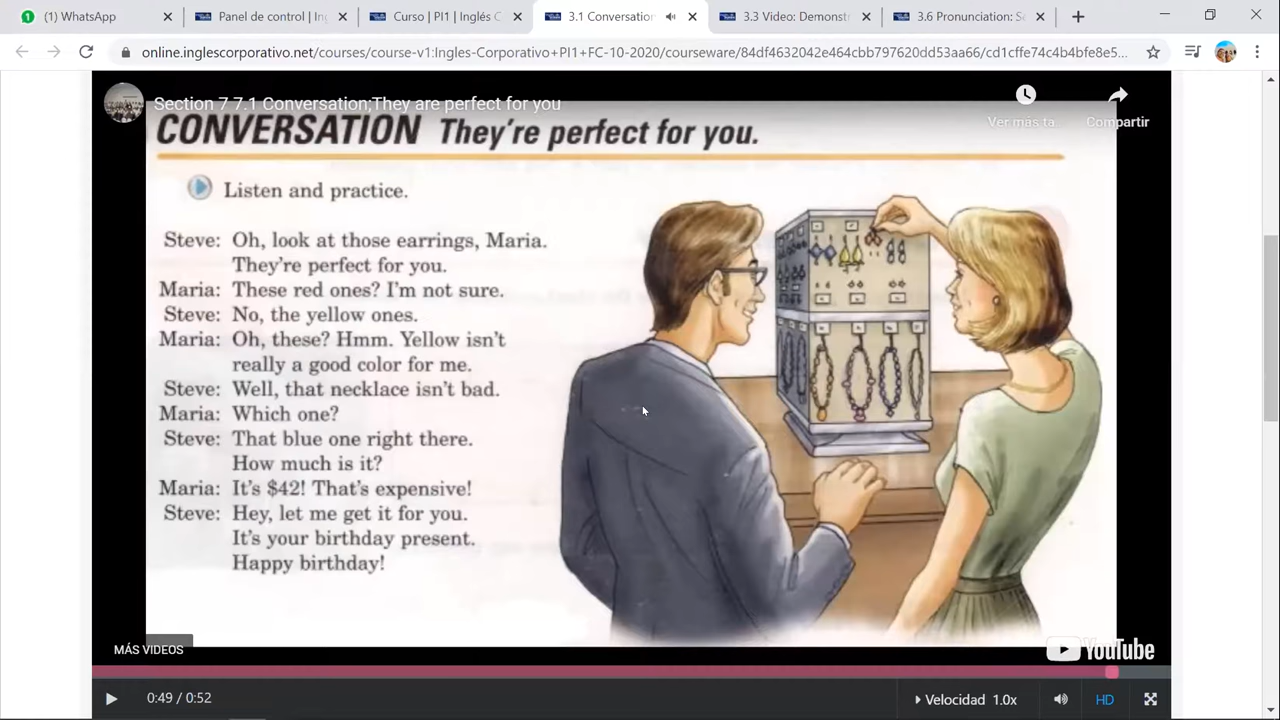 1
(1) WhatsApp
Panel de control | In
Curso | PI1 | Inglés C
3.1 Conversation
3.3 Video: Demonstr
3.6 Pronunciation: S
online.inglescorporativo.net/courses/course-v1:Ingles-Corporativo+PI1+FC-10-2020/courseware/84df4632042e464cbb797620dd53aa66/cd1cffe74c4b4bfe8e5...
Section 7 7.1 Conversation;They are perfect for you
Ver más ta...
Compartir
CONVERSATION They're perfect for you.
Listen and practice.
Steve: Oh, look at those earrings, Maria.
They're perfect for you.
Maria: These red ones? I'm not sure.
Steve: No, the yellow ones.
Maria: Oh, these? Hmm. Yellow isn't
really a good color for me.
Steve: Well, that necklace isn't bad.
Maria: Which one?
Steve: That blue one right there.
How much is it?
Maria: It's $42! That's expensive!
Steve: Hey, let me get it for you.
It's your birthday present.
Happy birthday!
MÁS VIDEOS
YouTube
0:49 / 0:52
Velocidad 1.0x
HD